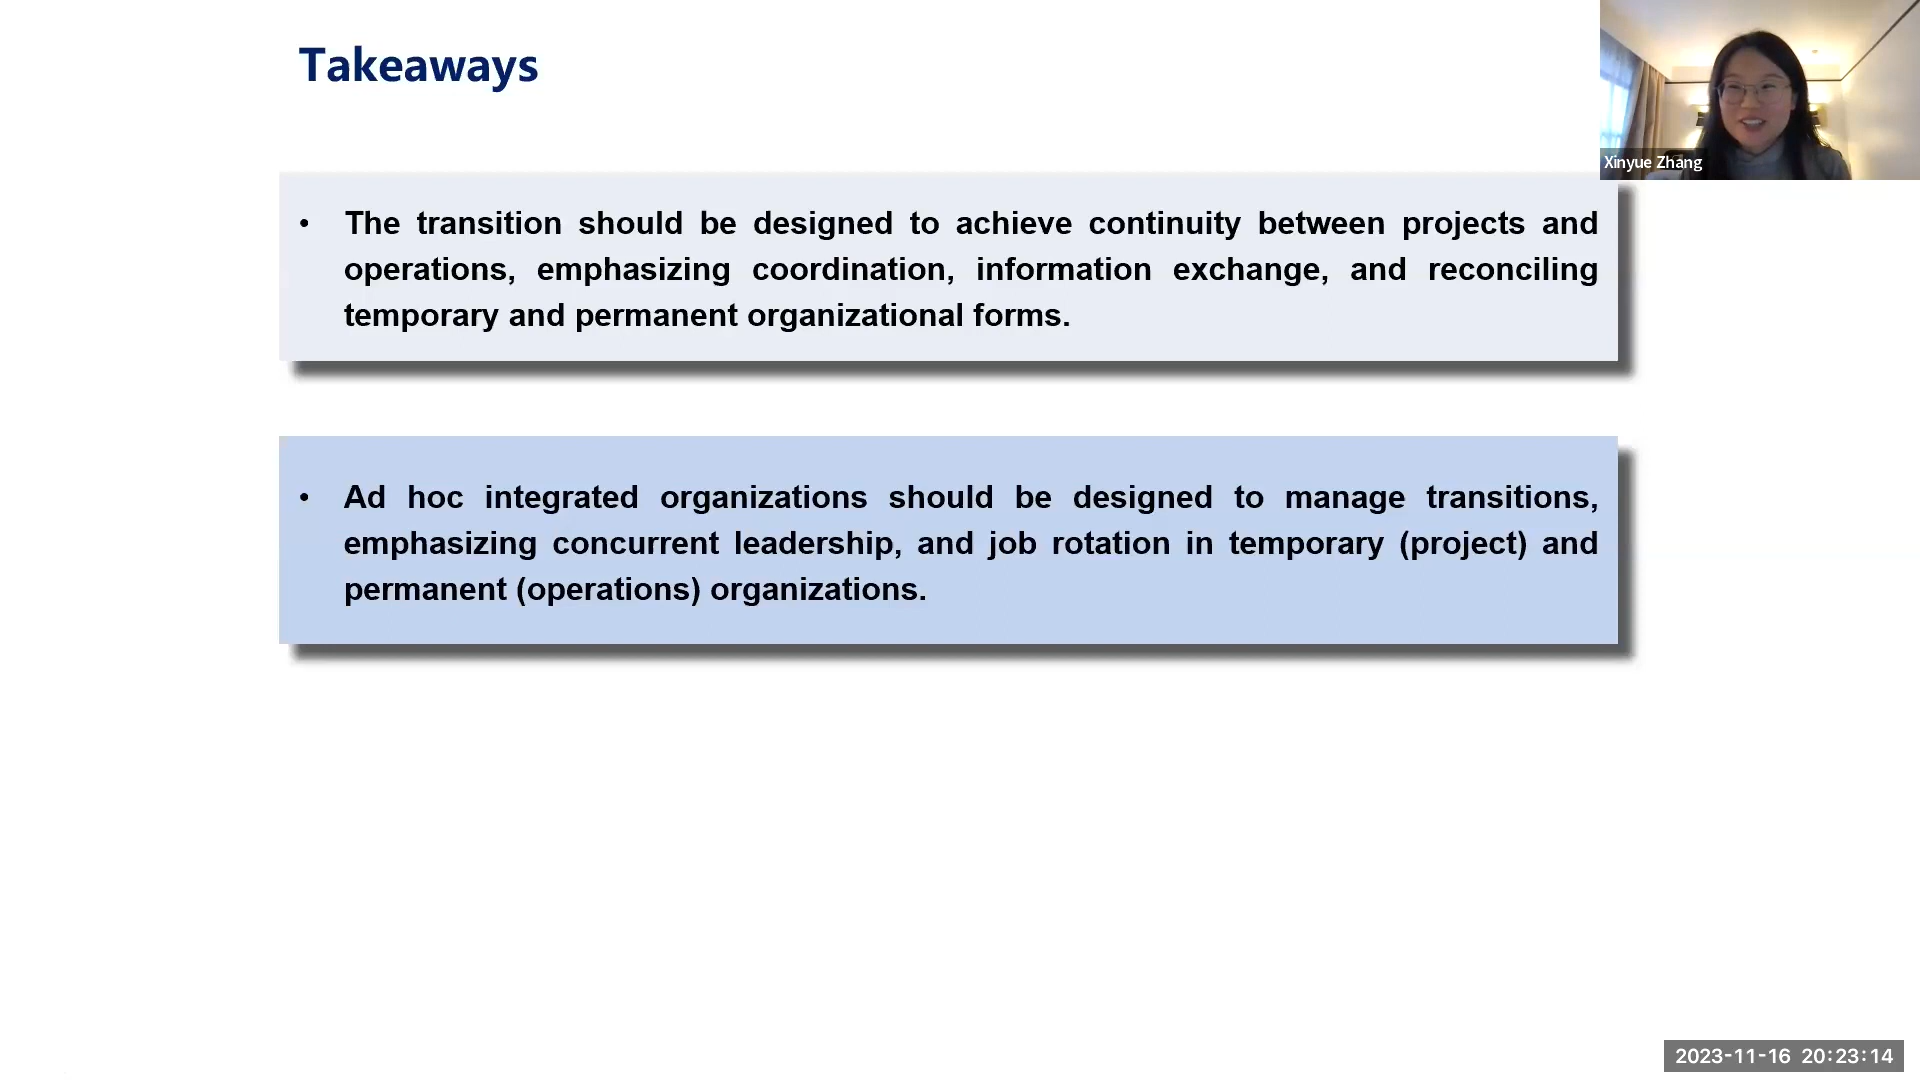 Takeaways
Xinyue Zhang
• The transition should be designed to achieve continuity between projects and
operations, emphasizing coordination, information exchange, and reconciling
temporary and permanent organizational forms.
• Ad hoc integrated organizations should be designed to manage transitions,
emphasizing concurrent leadership, and job rotation in temporary (project) and
permanent (operations) organizations.
2023-11-16 20:23:14